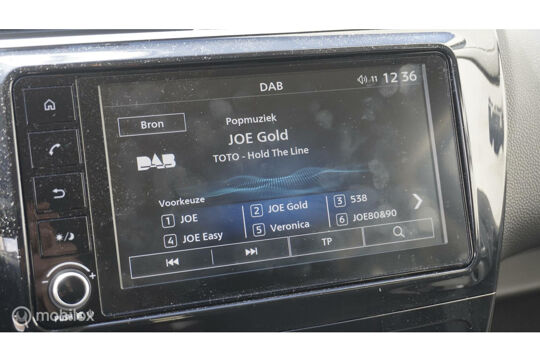 DAB
11 12 36
Popmuziek
Bron
JOE Gold
DAB
TOTO - Hold The Line
Voorkeuze
1 JOE
2 JOE Gold
3 538
4 JOE Easy
5 Veronica
6 JOE80&90
TP
mobilox